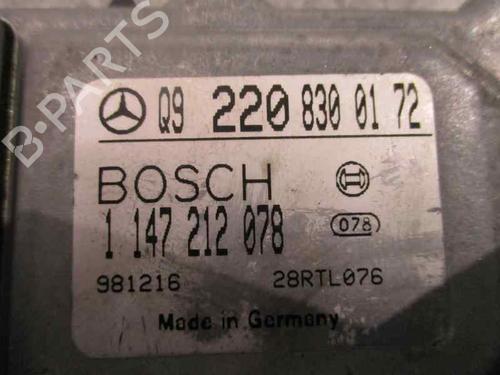 Q9 220 830 01 72
BOSCH
1 147 212 078
078
981216 28RTL076
Made in Germany
B-Parts